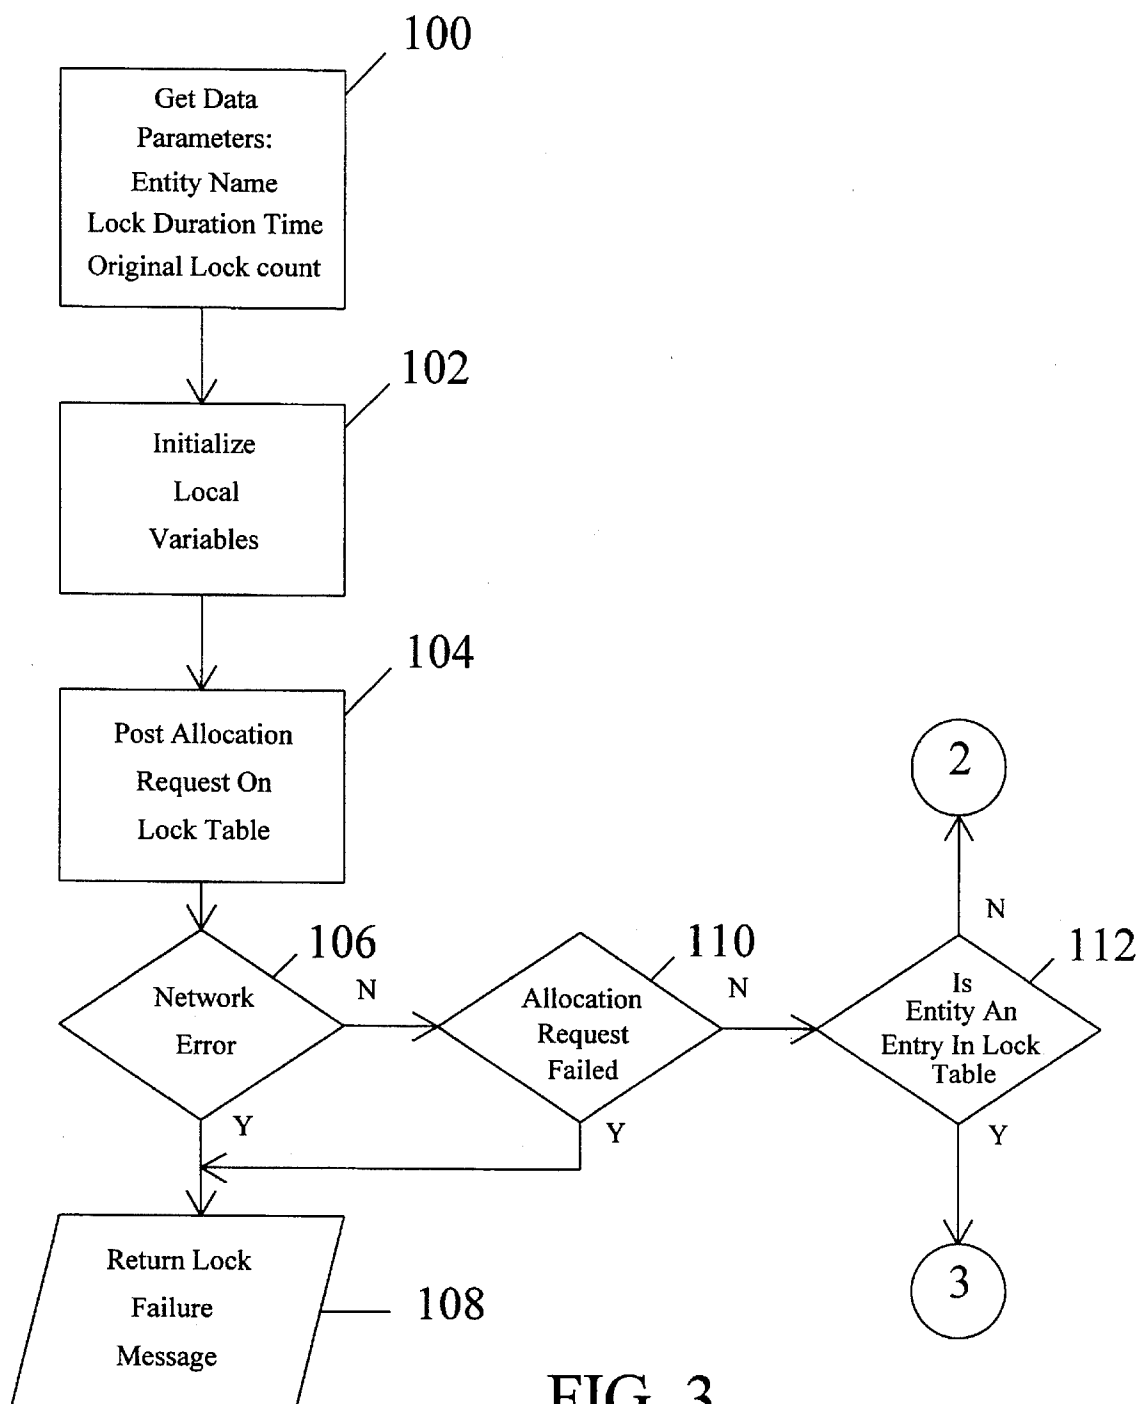 100
Get Data
Parameters:
Entity Name
Lock Duration Time
Original Lock count
102
Initialize
Local
Variables
104
Post Allocation
Request On
Lock Table
2
N
106
Network
Error
N
Y
110
Allocation
Request
Failed
N
Y
112
Is
Entity An
Entry In Lock
Table
Y
3
Return Lock
Failure
Message
108
FIG. 3